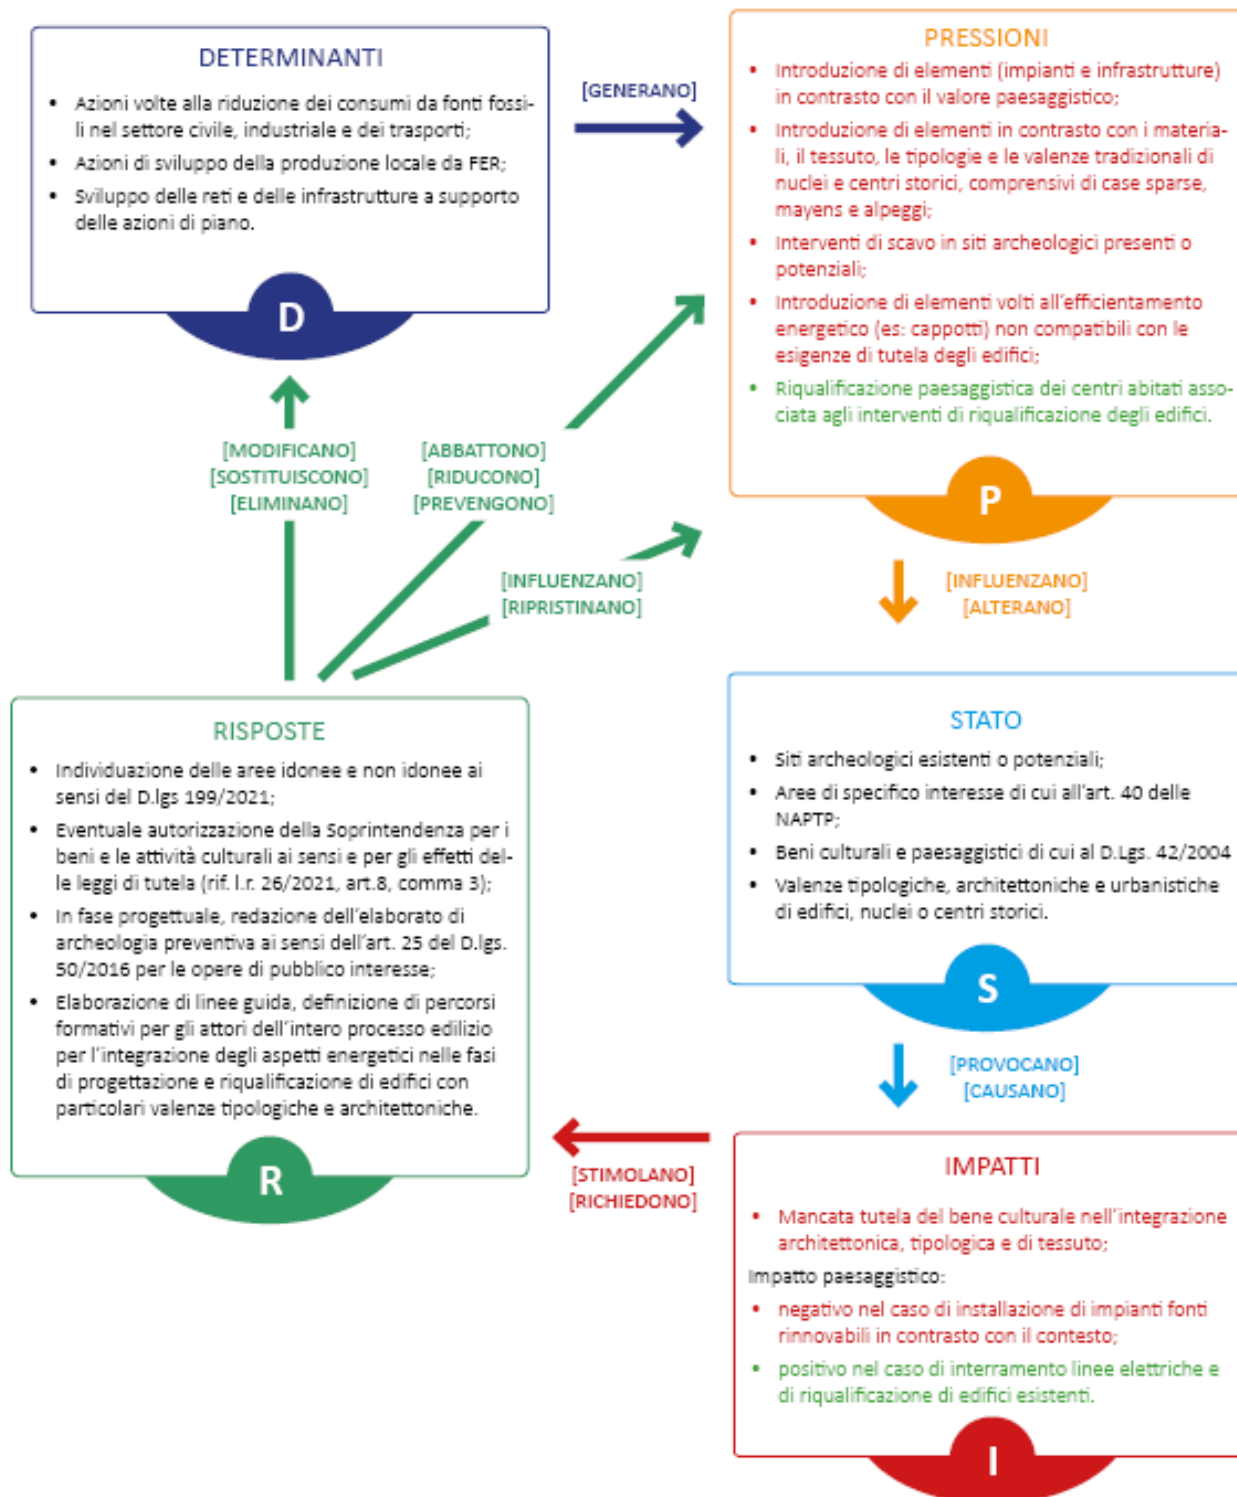 DETERMINANTI
• Azioni volte alla riduzione dei consumi da fonti fossi-
li nel settore civile, industriale e dei trasporti;
• Azioni di sviluppo della produzione locale da FER;
• Sviluppo delle reti e delle infrastrutture a supporto
delle azioni di piano.
D
[GENERANO]
PRESSIONI
• Introduzione di elementi (impianti e infrastrutture)
in contrasto con il valore paesaggistico;
• Introduzione di elementi in contrasto con i materia-
li, il tessuto, le tipologie e le valenze tradizionali di
nuclei e centri storici, comprensivi di case sparse,
mayens e alpeggi;
• Interventi di scavo in siti archeologici presenti o
potenziali;
• Introduzione di elementi volti all'efficientamento
energetico (es: cappotti) non compatibili con le
esigenze di tutela degli edifici;
• Riqualificazione paesaggistica dei centri abitati asso-
ciata agli interventi di riqualificazione degli edifici.
P
[MODIFICANO]
[SOSTITUISCONO]
[ELIMINANO]
[ABBATTONO]
[RIDUCONO]
[PREVENGONO]
[INFLUENZANO]
[RIPRISTINANO]
[INFLUENZANO]
[ALTERANO]
STATO
• Siti archeologici esistenti o potenziali;
• Aree di specifico interesse di cui all'art. 40 delle
NAPTP;
• Beni culturali e paesaggistici di cui al D.Lgs. 42/2004
• Valenze tipologiche, architettoniche e urbanistiche
di edifici, nuclei o centri storici.
S
[PROVOCANO]
[CAUSANO]
IMPATTI
• Mancata tutela del bene culturale nell'integrazione
architettonica, tipologica e di tessuto;
Impatto paesaggistico:
• negativo nel caso di installazione di impianti fonti
rinnovabili in contrasto con il contesto;
• positivo nel caso di interramento linee elettriche e
di riqualificazione di edifici esistenti.
I
[STIMOLANO]
[RICHIEDONO]
RISPOSTE
• Individuazione delle aree idonee e non idonee ai
sensi del D.lgs 199/2021;
• Eventuale autorizzazione della Soprintendenza per i
beni e le attività culturali ai sensi e per gli effetti del-
le leggi di tutela (rif. l.r. 26/2021, art.8, comma 3);
• In fase progettuale, redazione dell'elaborato di
archeologia preventiva ai sensi dell'art. 25 del D.lgs.
50/2016 per le opere di pubblico interesse;
• Elaborazione di linee guida, definizione di percorsi
formativi per gli attori dell'intero processo edilizio
per l'integrazione degli aspetti energetici nelle fasi
di progettazione e riqualificazione di edifici con
particolari valenze tipologiche e architettoniche.
R